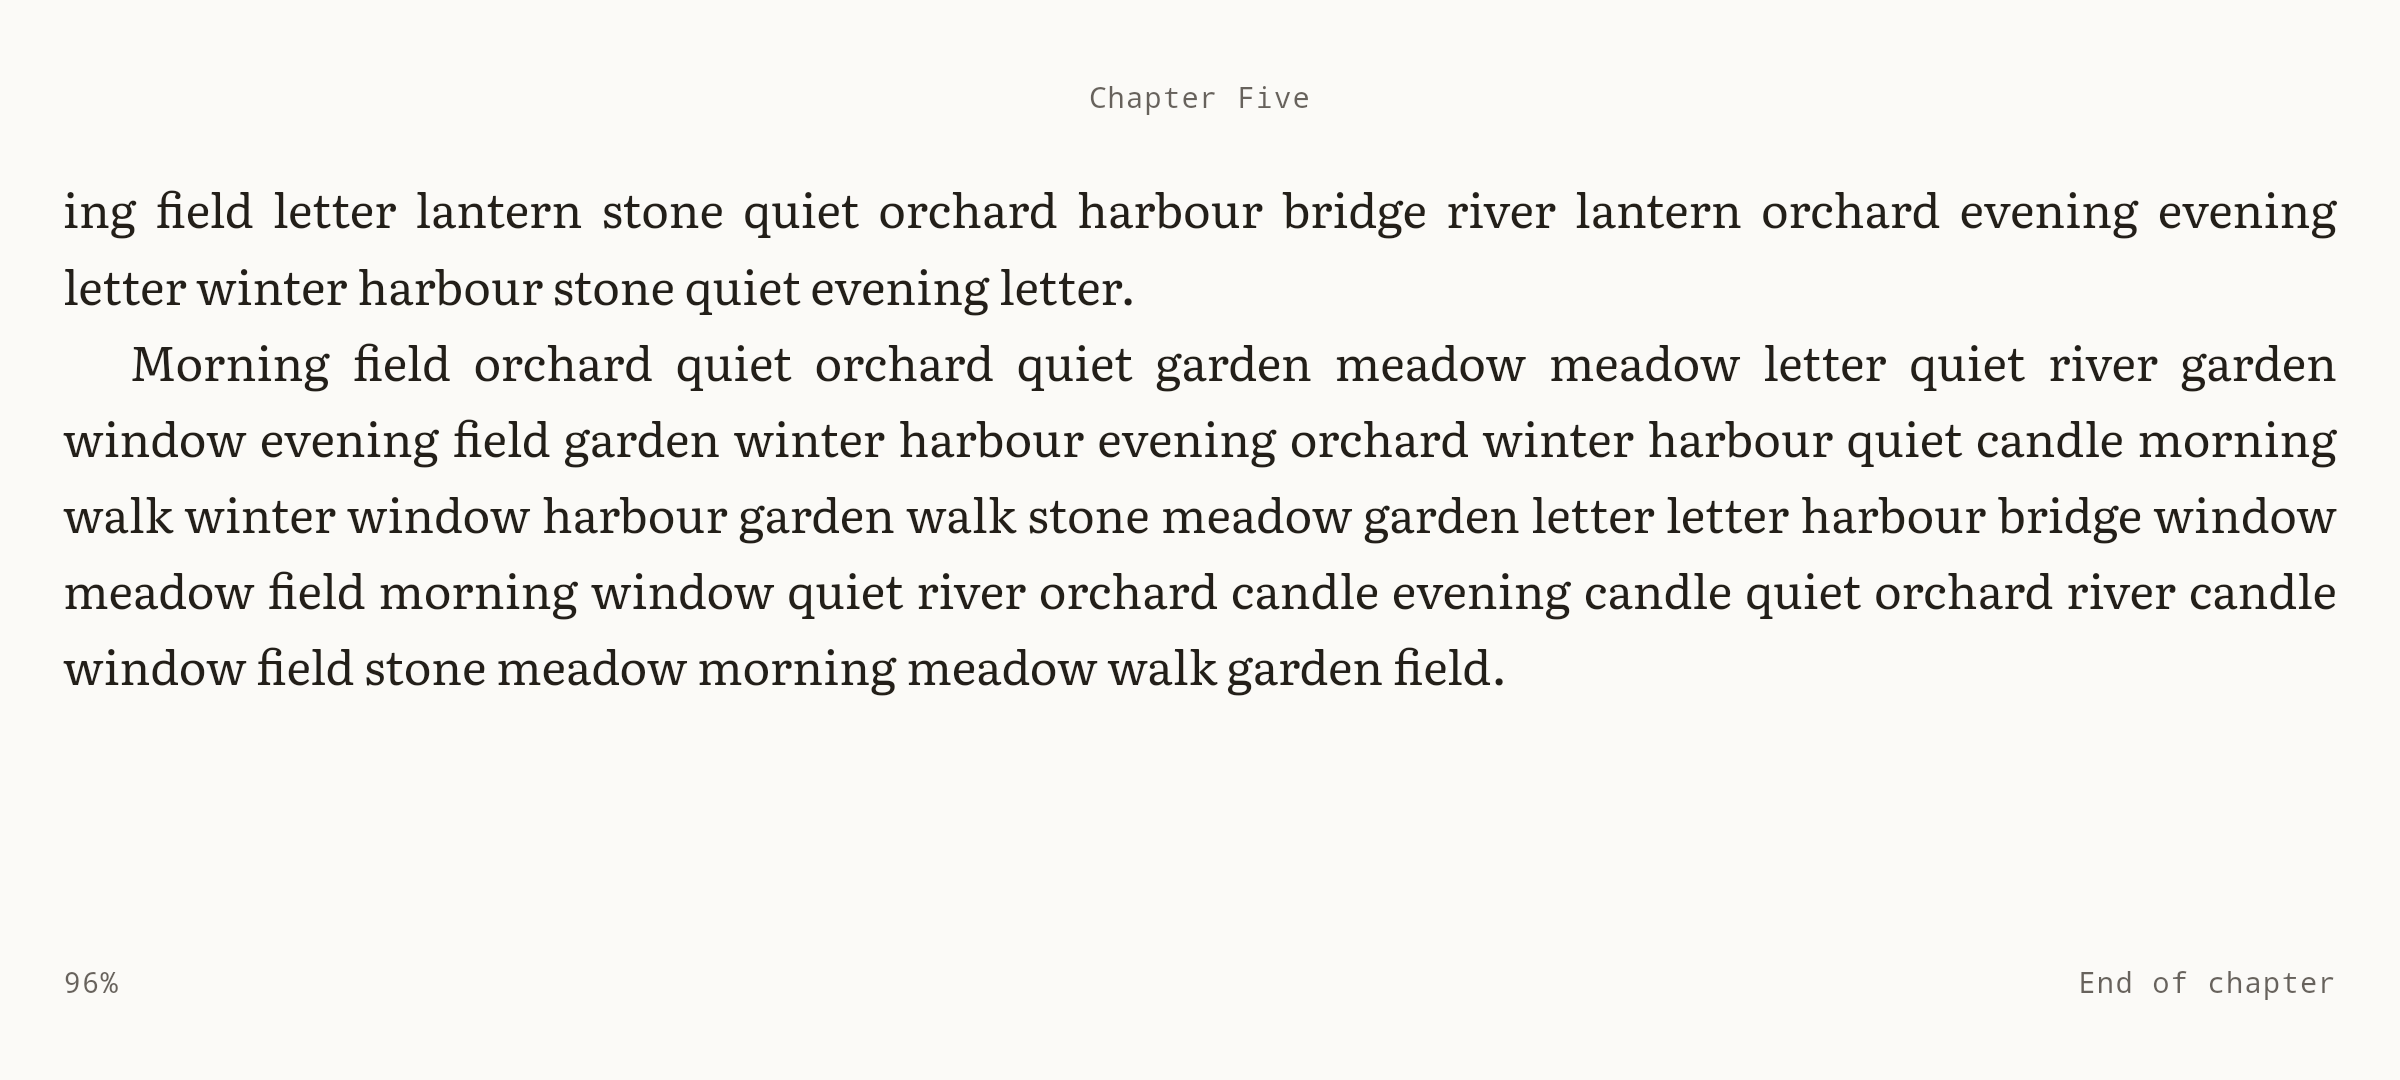 Chapter Five
ing field letter lantern stone quiet orchard harbour bridge river lantern orchard evening evening
letter winter harbour stone quiet evening letter.
Morning field orchard quiet orchard quiet garden meadow meadow letter quiet river garden
window evening field garden winter harbour evening orchard winter harbour quiet candle morning
walk winter window harbour garden walk stone meadow garden letter letter harbour bridge window
meadow field morning window quiet river orchard candle evening candle quiet orchard river candle
window field stone meadow morning meadow walk garden field.
96%
End of chapter